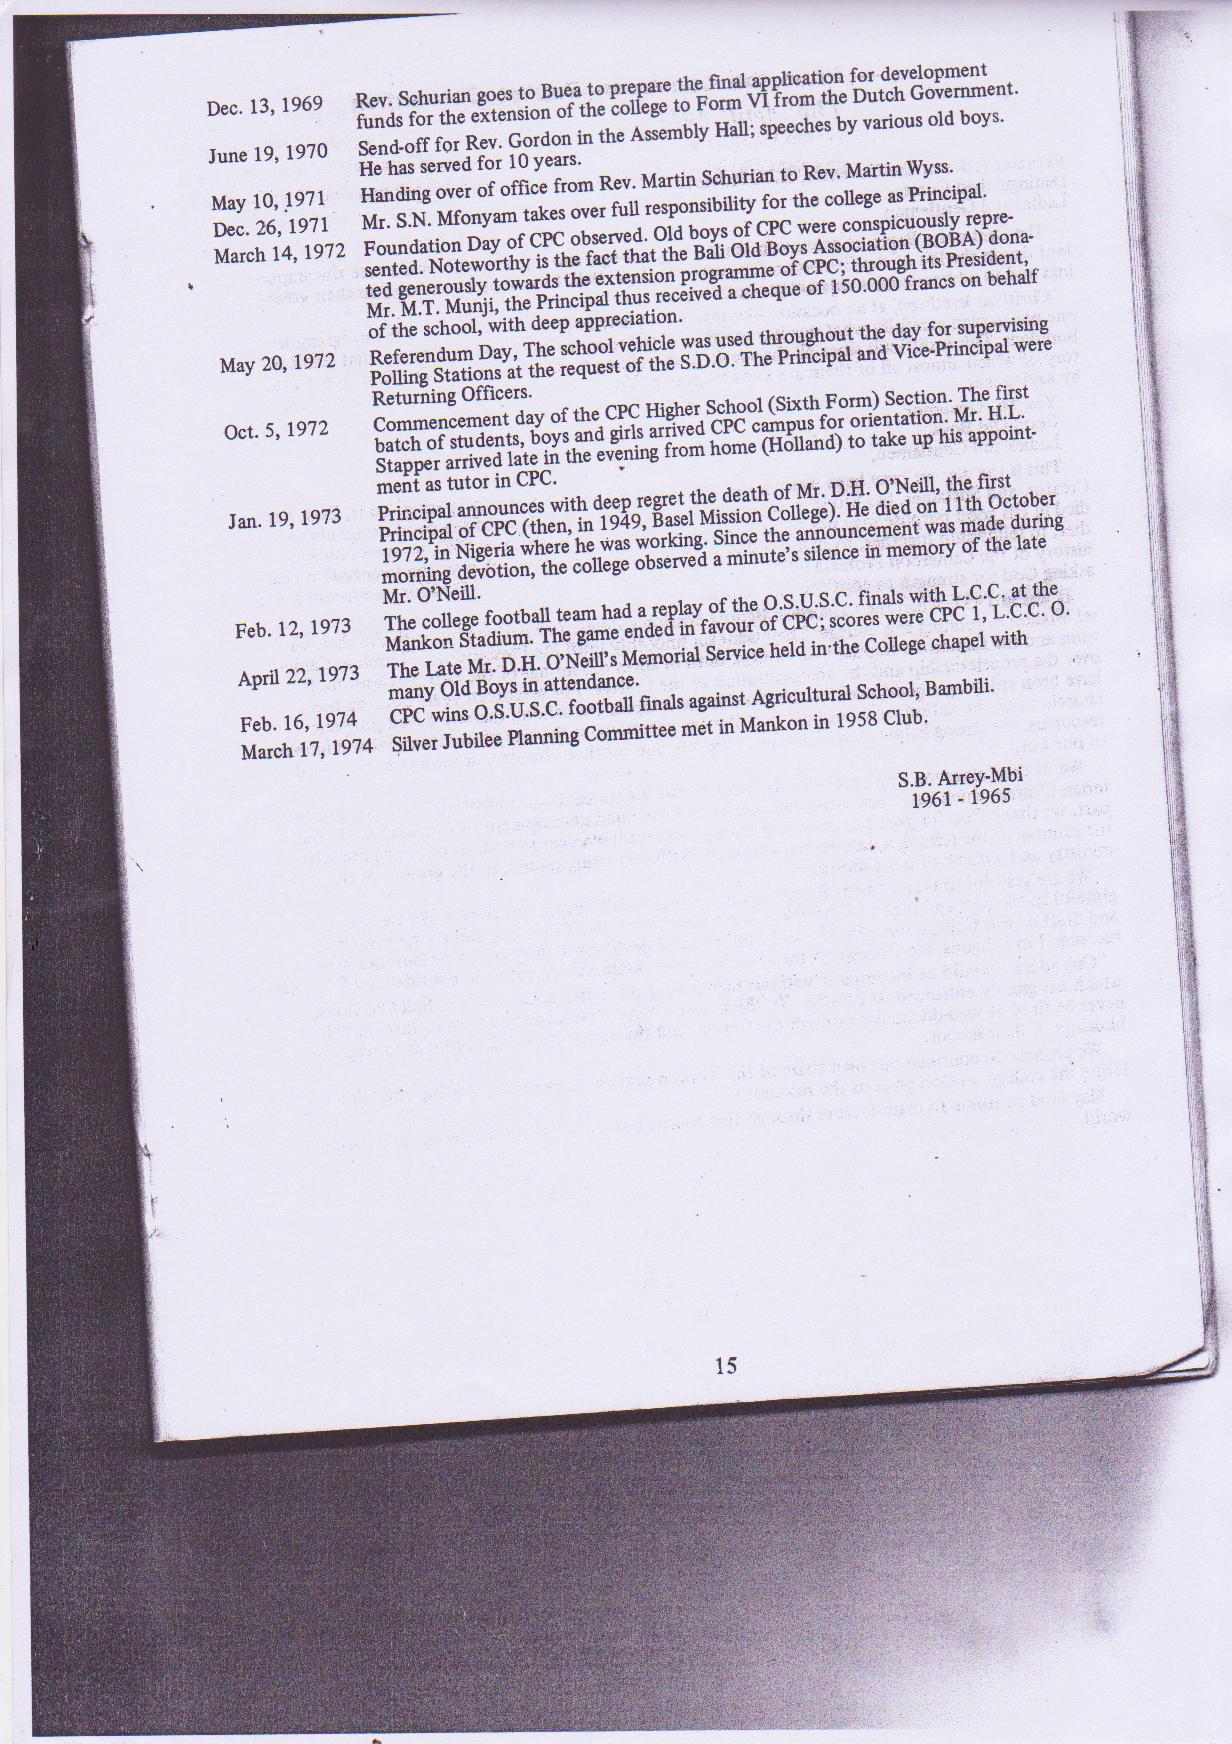 Dec. 13, 1969 Rev. Schurian goes to Buea to prepare the final application for development
funds for the extension of the college to Form VI from the Dutch Government.
June 19, 1970 Send-off for Rev. Gordon in the Assembly Hall; speeches by various old boys.
He has served for 10 years.
May 10, 1971 Handing over of office from Rev. Martin Schurian to Rev. Martin Wyss.
Dec. 26, 1971 Mr. S.N. Mfonyam takes over full responsibility for the college as Principal.
March 14, 1972 Foundation Day of CPC observed. Old boys of CPC were conspicuously repre-
sented. Noteworthy is the fact that the Bali Old Boys Association (BOBA) dona-
ted generously towards the extension programme of CPC; through its President,
Mr. M.T. Munji, the Principal thus received a cheque of 150.000 francs on behalf
of the school, with deep appreciation.
May 20, 1972 Referendum Day, The school vehicle was used throughout the day for supervising
Polling Stations at the request of the S.D.O. The Principal and Vice-Principal were
Returning Officers.
Oct. 5, 1972 Commencement day of the CPC Higher School (Sixth Form) Section. The first
batch of students, boys and girls arrived CPC campus for orientation. Mr. H.L.
Stapper arrived late in the evening from home (Holland) to take up his appoint-
ment as tutor in CPC.
Jan. 19, 1973 Principal announces with deep regret the death of Mr. D.H. O'Neill, the first
Principal of CPC (then, in 1949, Basel Mission College). He died on 11th October
1972, in Nigeria where he was working. Since the announcement was made during
morning devotion, the college observed a minute's silence in memory of the late
Mr. O'Neill.
Feb. 12, 1973 The college football team had a replay of the O.S.U.S.C. finals with L.C.C. at the
Mankon Stadium. The game ended in favour of CPC; scores were CPC 1, L.C.C. O.
April 22, 1973 The Late Mr. D.H. O'Neill's Memorial Service held in the College chapel with
many Old Boys in attendance.
Feb. 16, 1974 CPC wins O.S.U.S.C. football finals against Agricultural School, Bambili.
March 17, 1974 Silver Jubilee Planning Committee met in Mankon in 1958 Club.
S.B. Arrey-Mbi
1961 - 1965
15